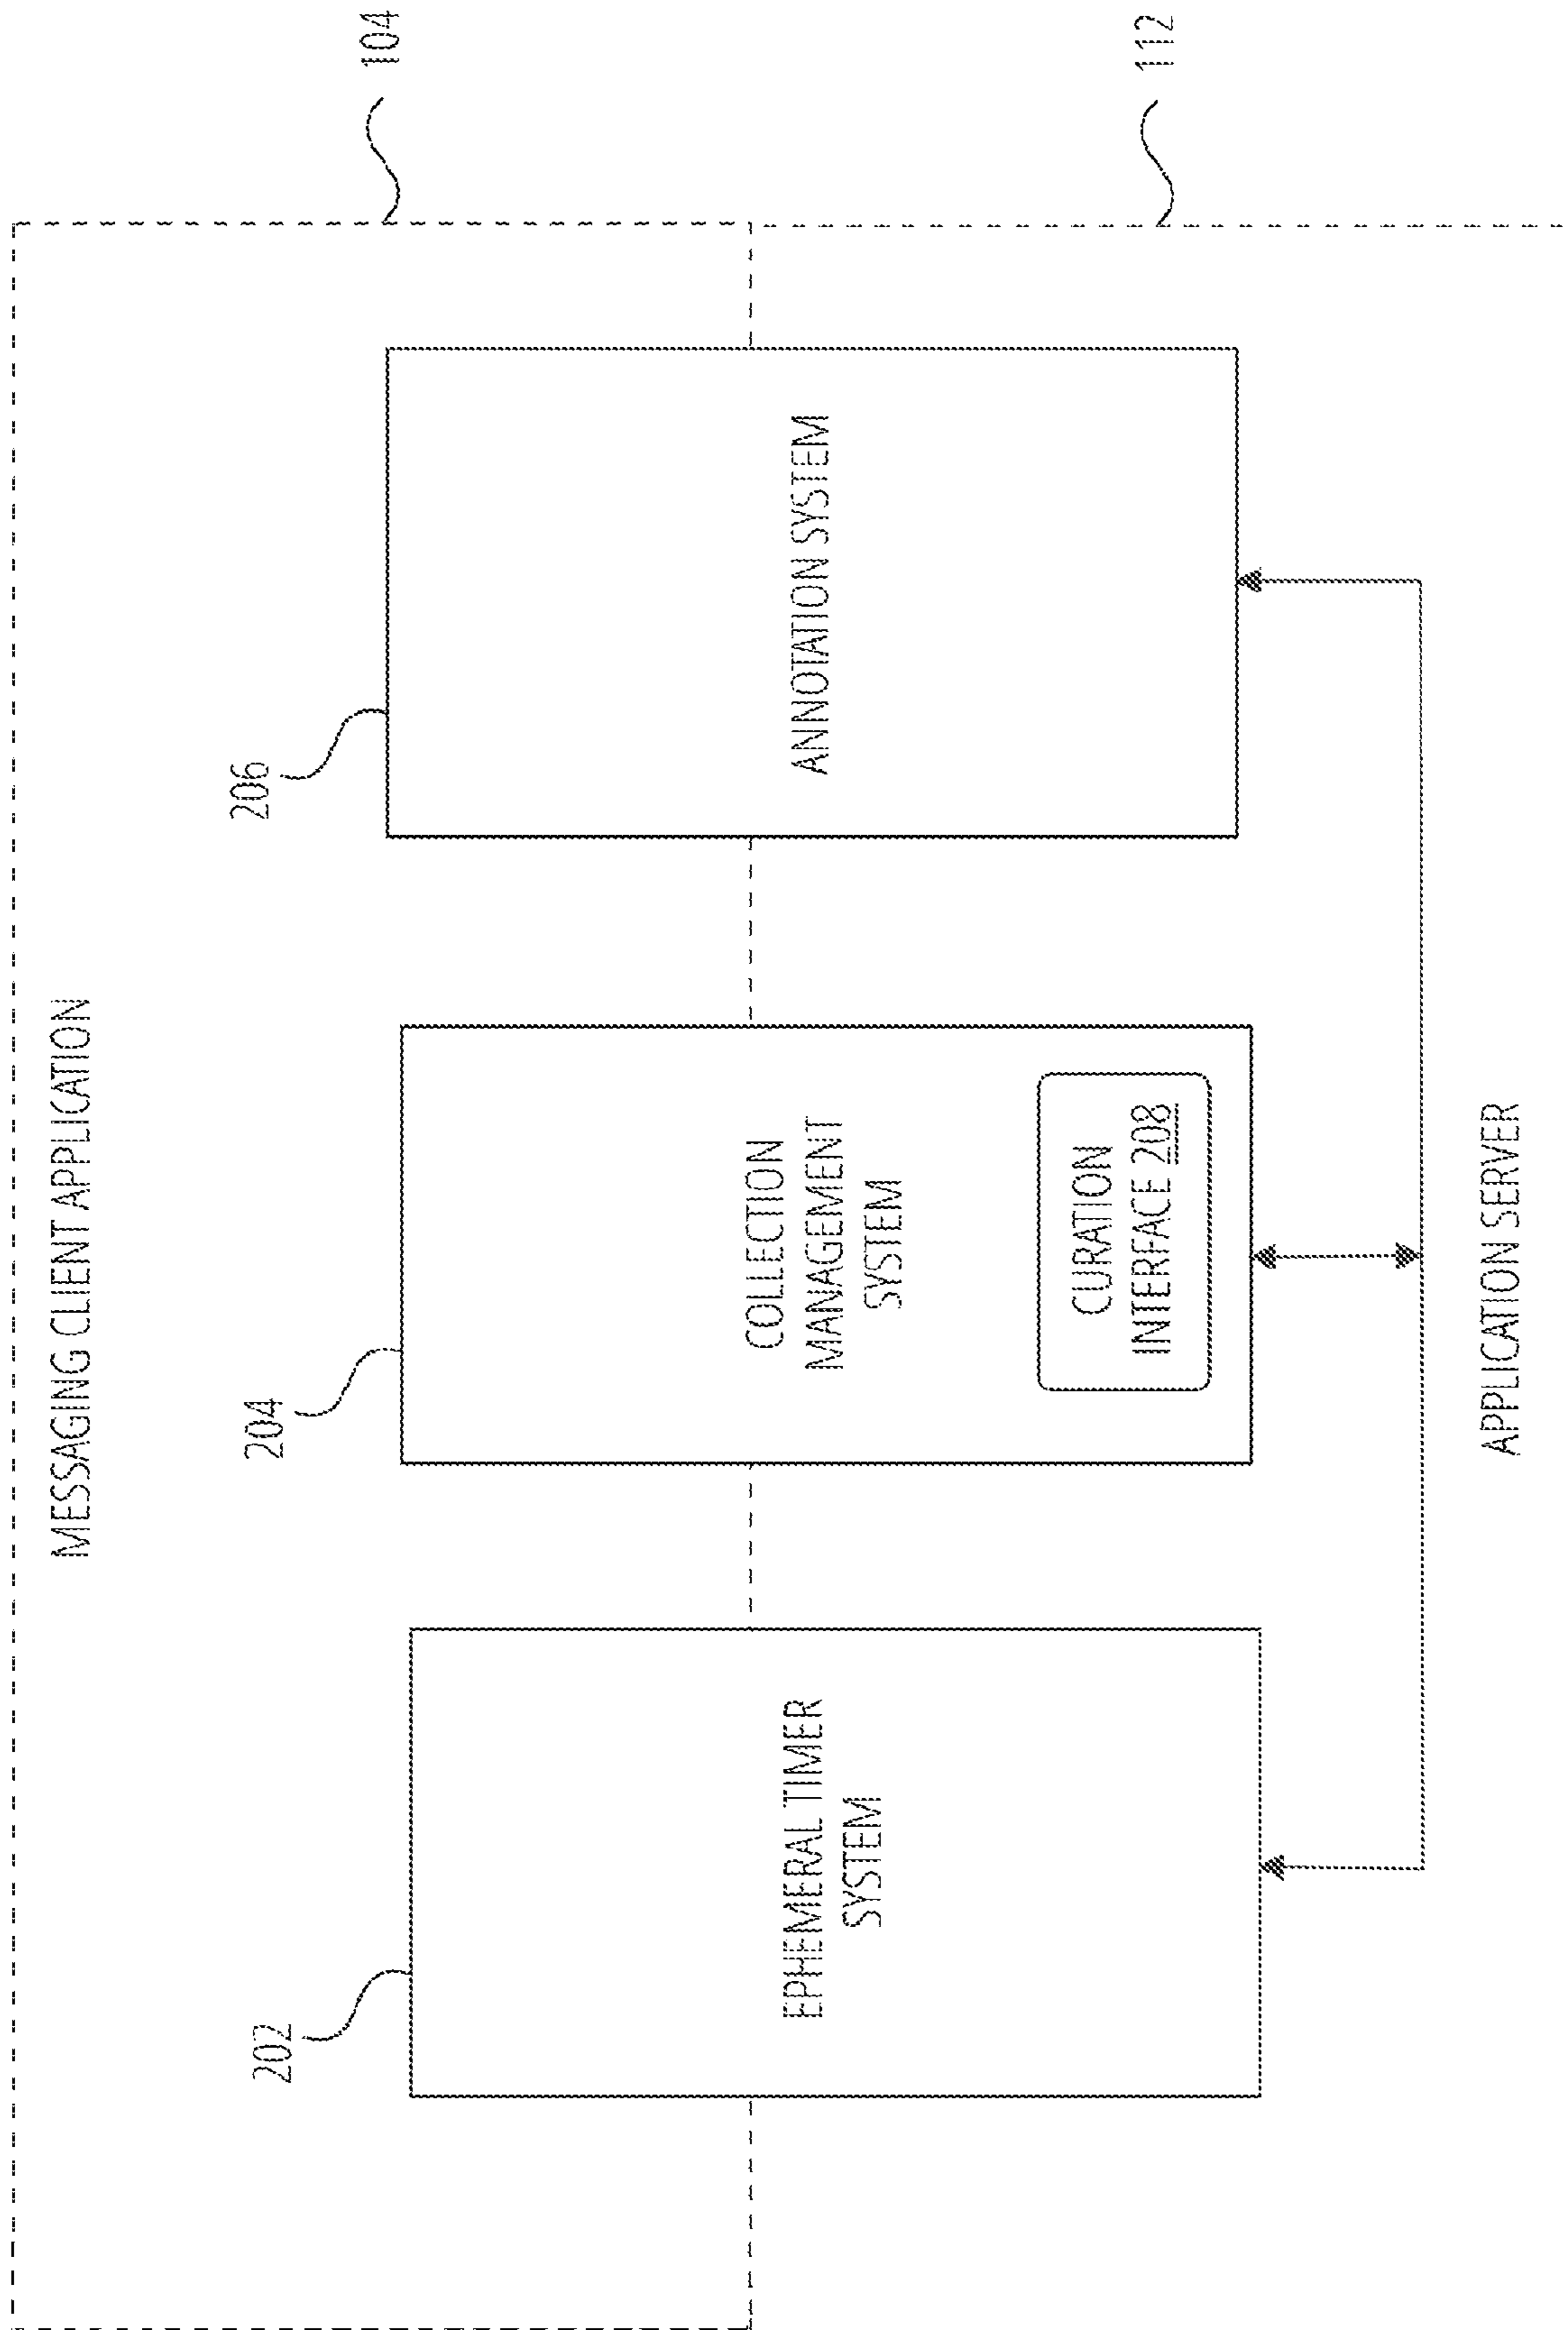 MESSAGING CLIENT APPLICATION
104
202
204
206
EPHEMERAL TIMER
SYSTEM
COLLECTION
MANAGEMENT
SYSTEM
CURATION
INTERFACE 208
ANNOTATION SYSTEM
112
APPLICATION SERVER